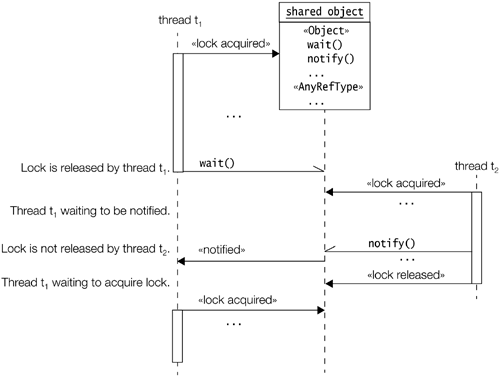 shared object
thread t1
«Object»
wait()
«lock acquired»
notify()
...
«AnyRefType»
...
...
Lock is released by thread t1.
wait()
thread t2
«lock acquired»
...
Thread t1 waiting to be notified.
Lock is not released by thread t2.
«notified»
notify()
...
Thread t1 waiting to acquire lock.
«lock released»
«lock acquired»
...